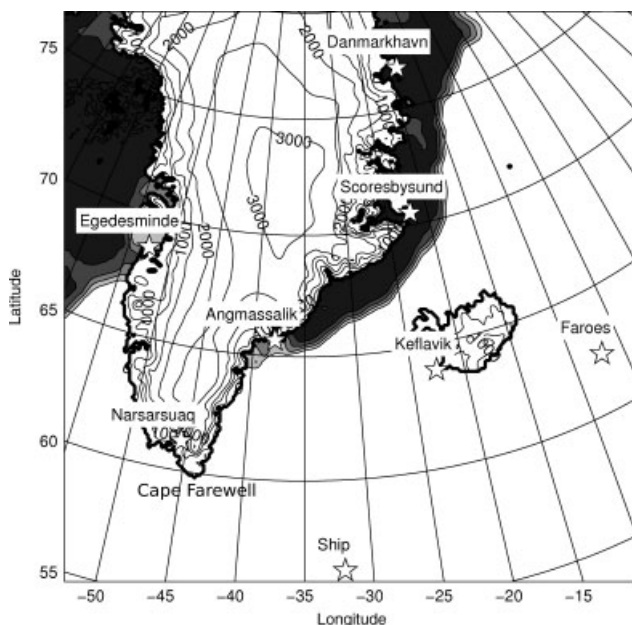 75
70
65
60
55
Latitude
2000
2000
Danmarkhavn
3000
3000
Scoresbysund
Egedesminde
1000
2000
Angmassalik
Keflavik
Faroes
Narsarsuaq
Cape Farewell
Ship
−50
−45
−40
−35
−30
−25
−20
−15
Longitude